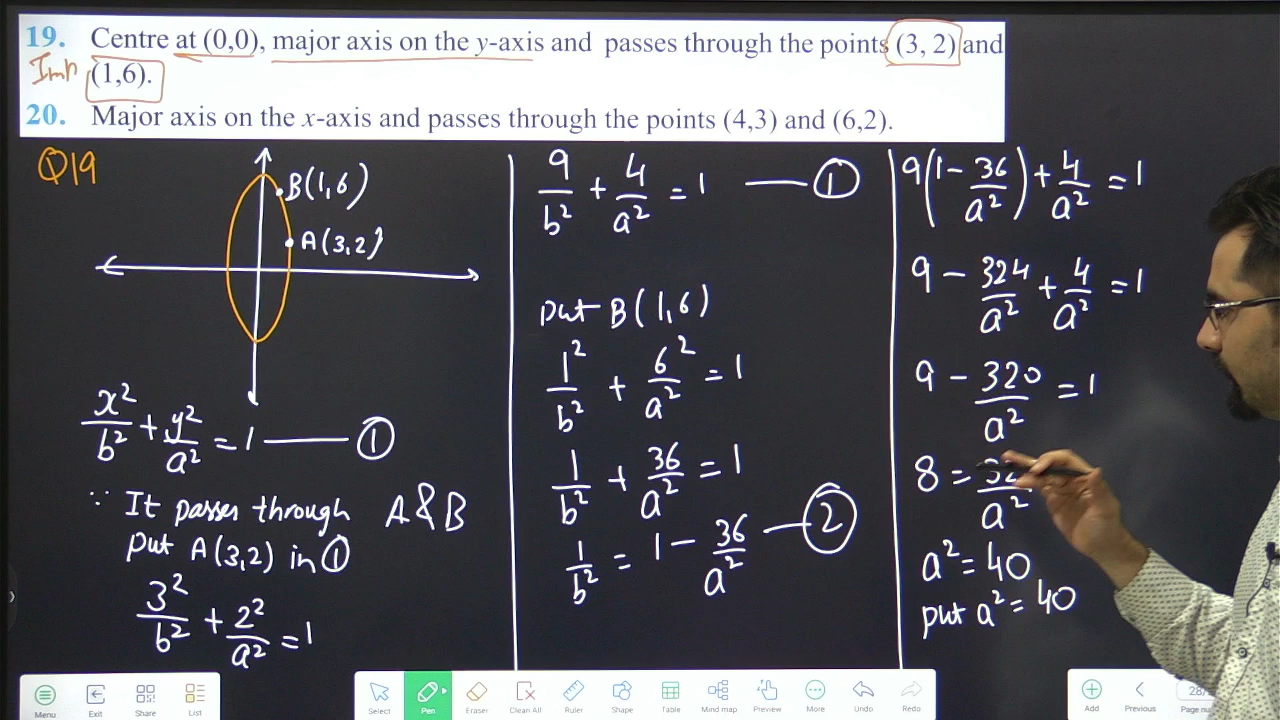 19. Centre at (0,0), major axis on the y-axis and passes through the points (3, 2) and
Imp (1,6).
20. Major axis on the x-axis and passes through the points (4,3) and (6,2).
Q19
B(1,6)
A(3,2)
x²/b² + y²/a² = 1 —— ①
∵ It passes through A&B
put A(3,2) in ①
3²/b² + 2²/a² = 1
9/b² + 4/a² = 1 —— ①
put B(1,6)
1²/b² + 6²/a² = 1
1/b² + 36/a² = 1
1/b² = 1 - 36/a² —— ②
9(1 - 36/a²) + 4/a² = 1
9 - 324/a² + 4/a² = 1
9 - 320/a² = 1
8 = 32/a²
a² = 40
put a² = 40
Menu Exit Share List
Select Pen Eraser Clean All Ruler Shape Table Mind map Preview More Undo Redo
Add Previous Page
28/